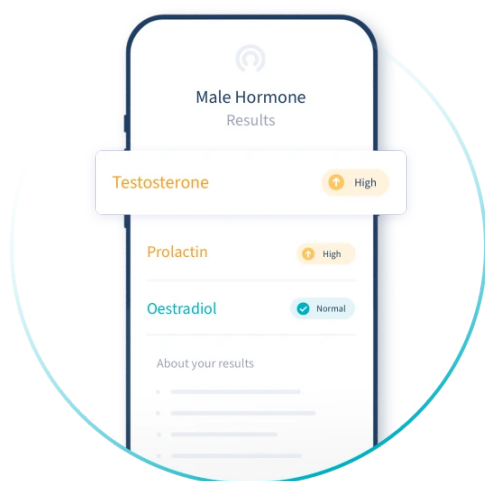 Male Hormone
Results
Testosterone High
Prolactin High
Oestradiol Normal
About your results